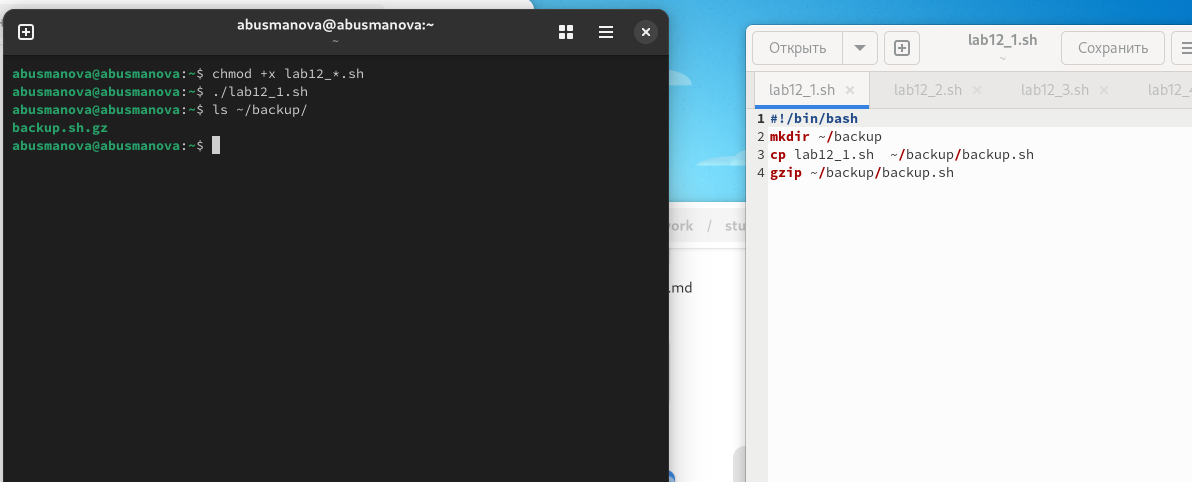 abusmanova@abusmanova:~
~
abusmanova@abusmanova:~$ chmod +x lab12_*.sh
abusmanova@abusmanova:~$ ./lab12_1.sh
abusmanova@abusmanova:~$ ls ~/backup/
backup.sh.gz
abusmanova@abusmanova:~$
/ stu
.md
Открыть
lab12_1.sh
~
Сохранить
lab12_1.sh
lab12_2.sh
lab12_3.sh
1 #!/bin/bash
2 mkdir ~/backup
3 cp lab12_1.sh  ~/backup/backup.sh
4 gzip ~/backup/backup.sh